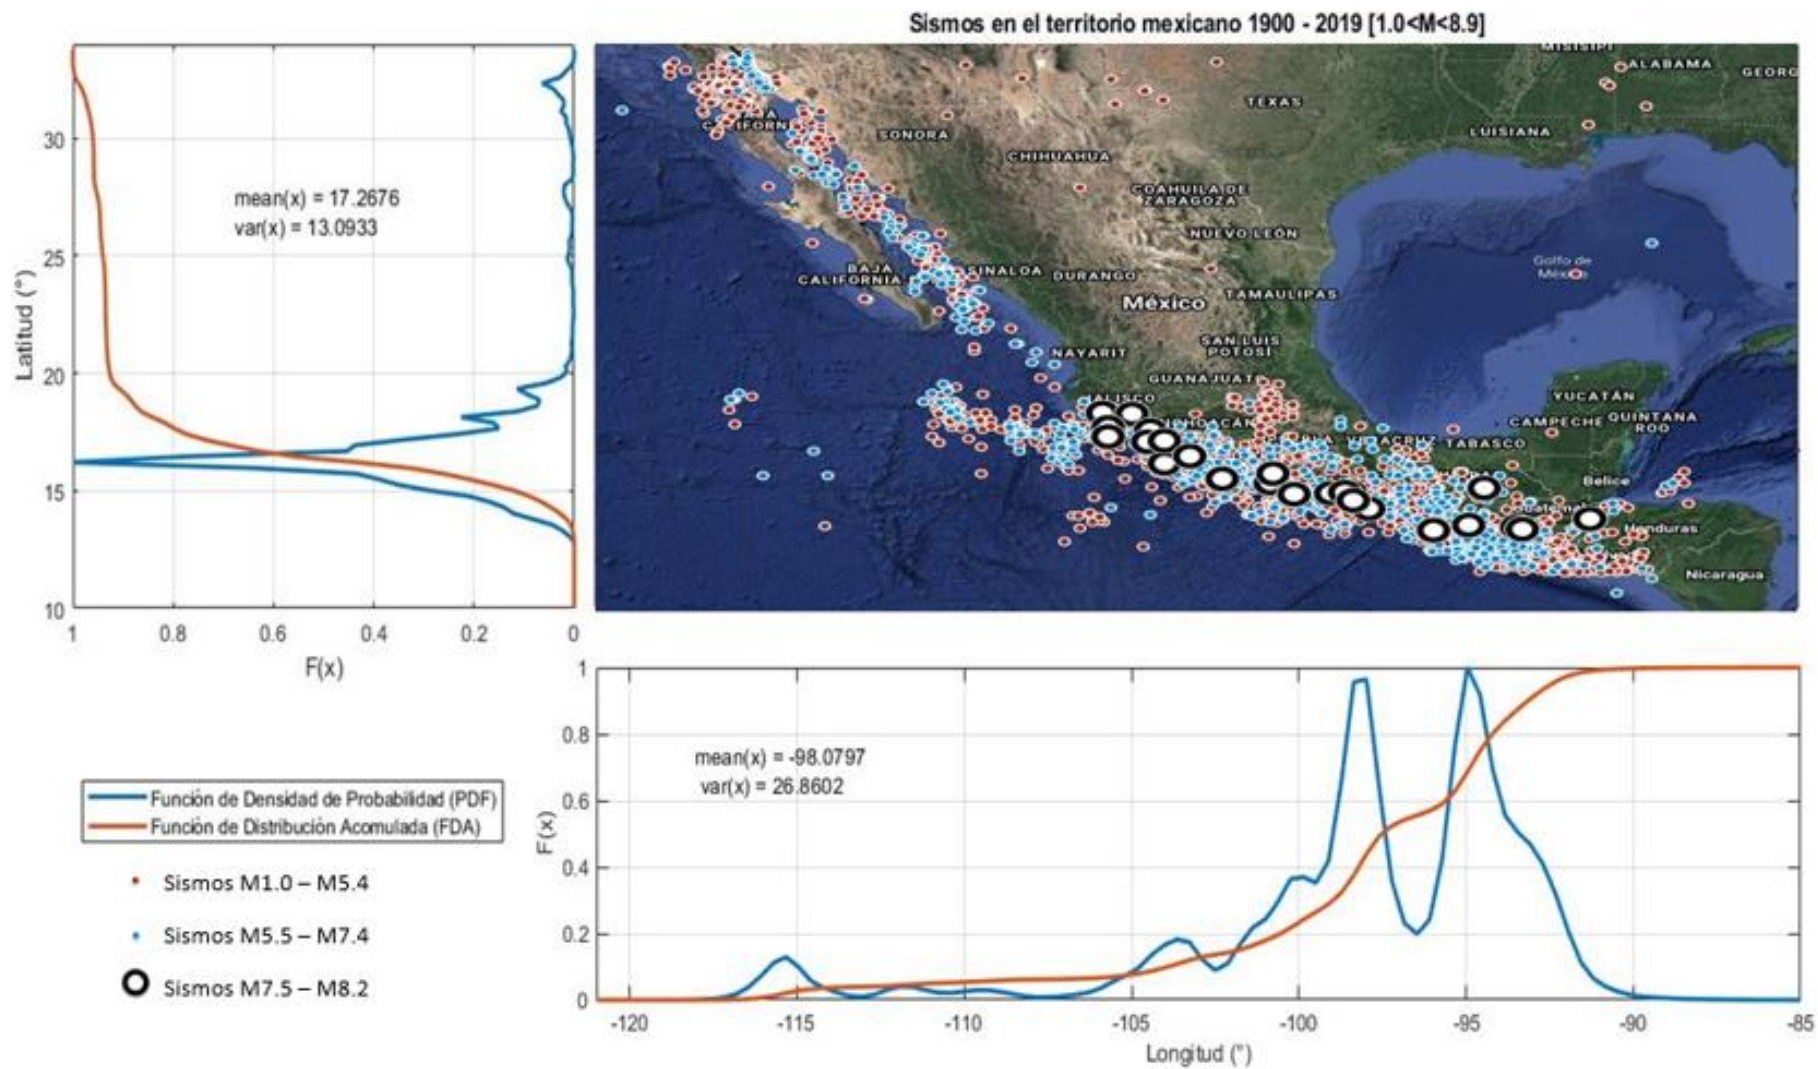 Sismos en el territorio mexicano 1900 - 2019 [1.0<M<8.9]
30
25
20
15
10
Latitud (°)
mean(x) = 17.2676
var(x) = 13.0933
1
0.8
0.6
0.4
0.2
0
F(x)
MISISIPI
ALABAMA
GEORG
TEXAS
LUISIANA
SONORA
CHIHUAHUA
COAHUILA DE
ZARAGOZA
NUEVO LEÓN
BAJA
CALIFORNIA
SINALOA
DURANGO
Golfo de
México
México
TAMAULIPAS
NAYARIT
SAN LUIS
POTOSÍ
JALISCO
YUCATÁN
CAMPECHE
QUINTANA
ROO
TABASCO
Belice
Honduras
Nicaragua
1
0.8
0.6
0.4
0.2
0
F(x)
mean(x) = -98.0797
var(x) = 26.8602
-120
-115
-110
-105
-100
-95
-90
-85
Longitud (°)
Función de Densidad de Probabilidad (PDF)
Función de Distribución Acomulada (FDA)
Sismos M1.0 – M5.4
Sismos M5.5 – M7.4
Sismos M7.5 – M8.2